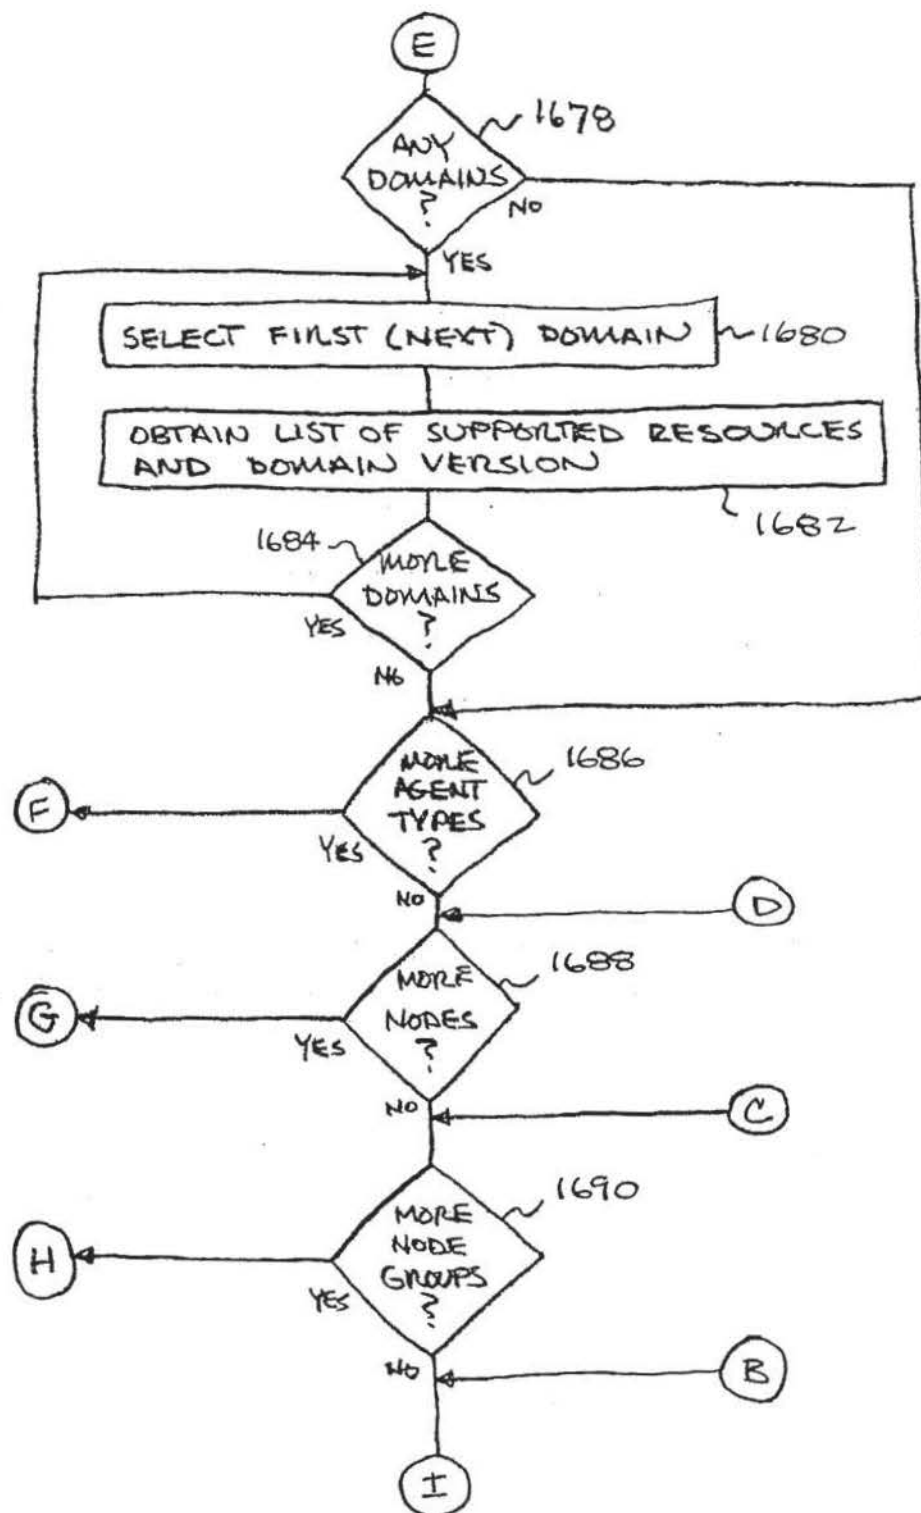 E
1678
ANY
DOMAINS
?
NO
YES
SELECT FIRST (NEXT) DOMAIN
1680
OBTAIN LIST OF SUPPORTED RESOURCES
AND DOMAIN VERSION
1682
1684
MORE
DOMAINS
?
YES
NO
1686
MORE
AGENT
TYPES
?
F
YES
NO
D
1688
MORE
NODES
?
G
YES
NO
C
1690
MORE
NODE
GROUPS
?
H
YES
NO
B
I